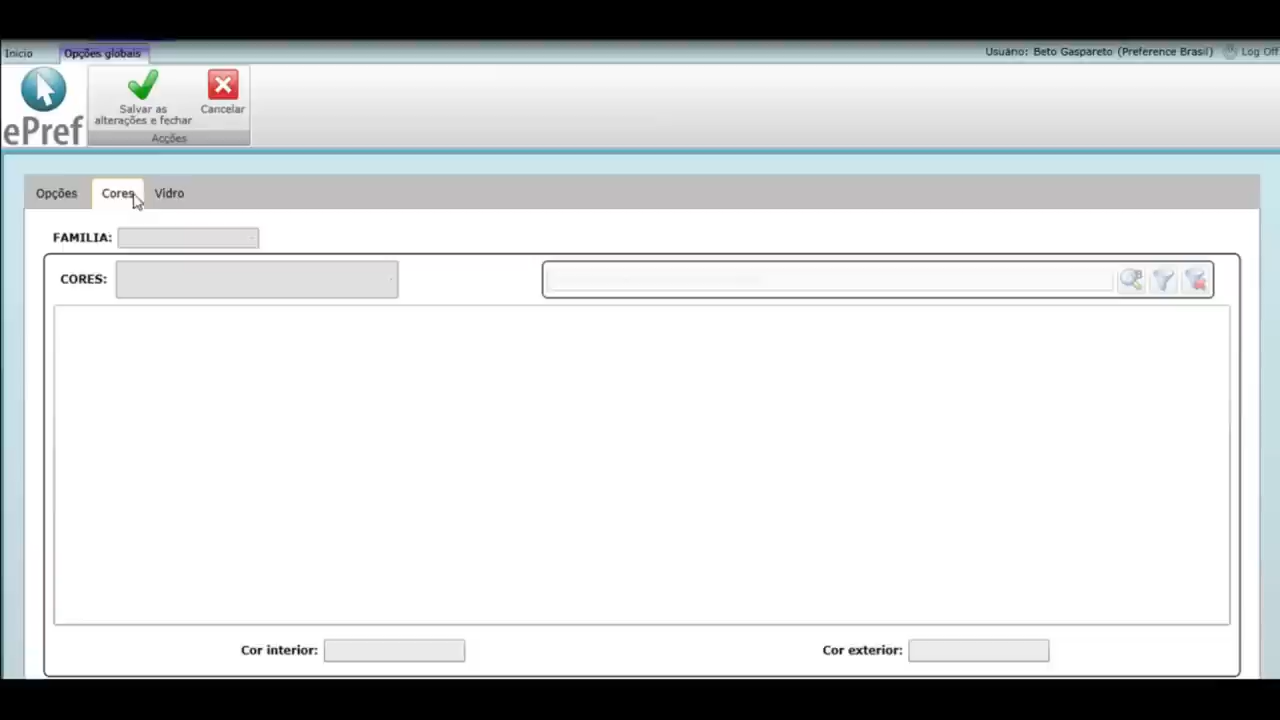 Inicio
Opções globais
Usuário: Beto Gaspareto (Preference Brasil)
Log Off
ePref
Salvar as
alterações e fechar
Cancelar
Acções
Opções
Cores
Vidro
FAMILIA:
CORES:
Cor interior:
Cor exterior: